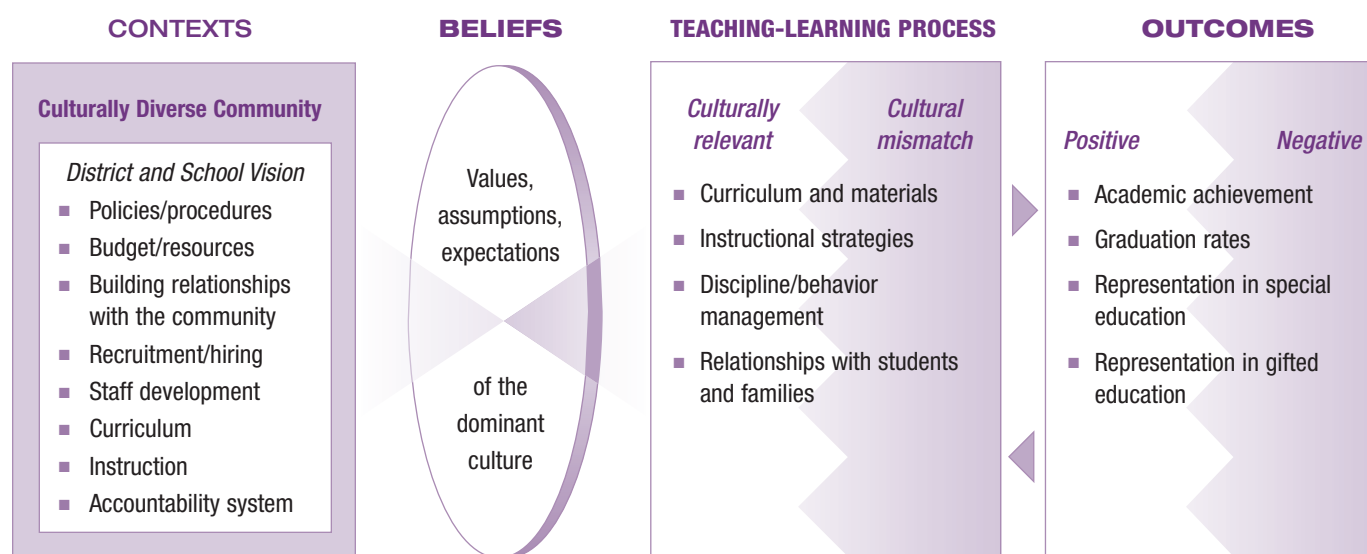 CONTEXTS
Culturally Diverse Community
District and School Vision
■ Policies/procedures
■ Budget/resources
■ Building relationships
with the community
■ Recruitment/hiring
■ Staff development
■ Curriculum
■ Instruction
■ Accountability system
BELIEFS
Values,
assumptions,
expectations
of the
dominant
culture
TEACHING-LEARNING PROCESS
Culturally
relevant
Cultural
mismatch
■ Curriculum and materials
■ Instructional strategies
■ Discipline/behavior
management
■ Relationships with students
and families
OUTCOMES
Positive
Negative
■ Academic achievement
■ Graduation rates
■ Representation in special
education
■ Representation in gifted
education